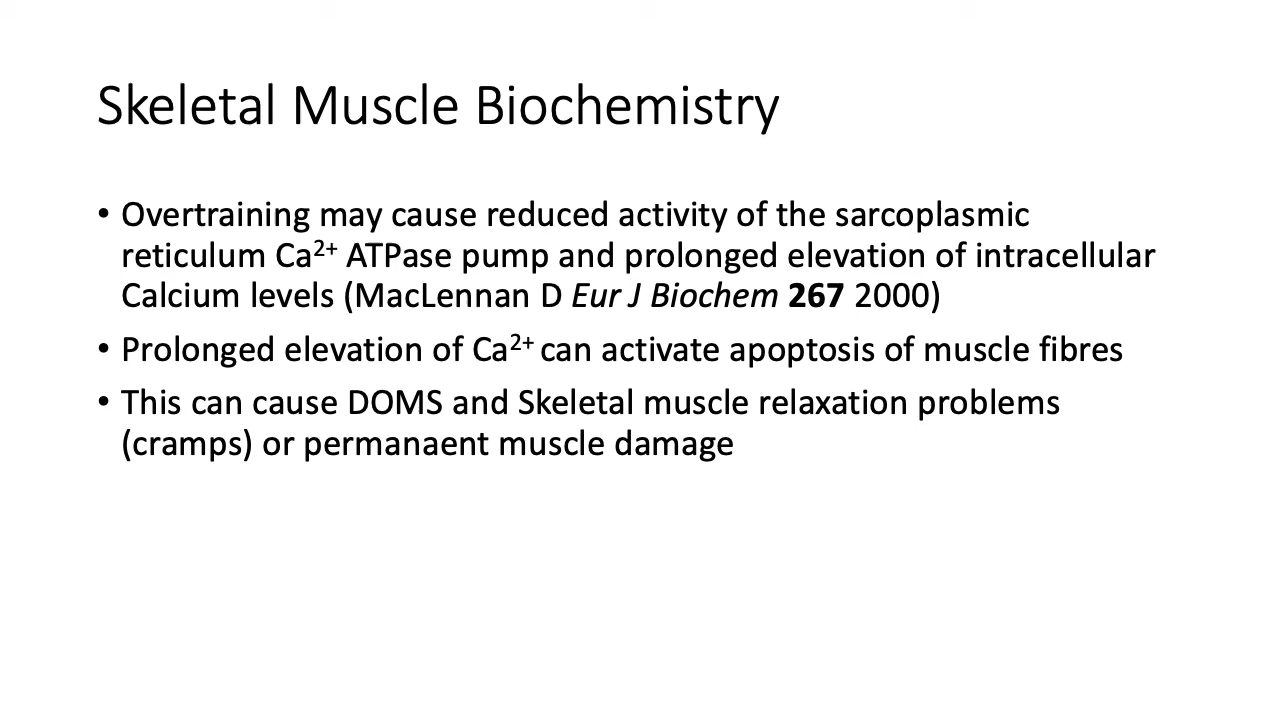 Skeletal Muscle Biochemistry
• Overtraining may cause reduced activity of the sarcoplasmic
reticulum Ca²⁺ ATPase pump and prolonged elevation of intracellular
Calcium levels (MacLennan D Eur J Biochem 267 2000)
• Prolonged elevation of Ca²⁺ can activate apoptosis of muscle fibres
• This can cause DOMS and Skeletal muscle relaxation problems
(cramps) or permanaent muscle damage